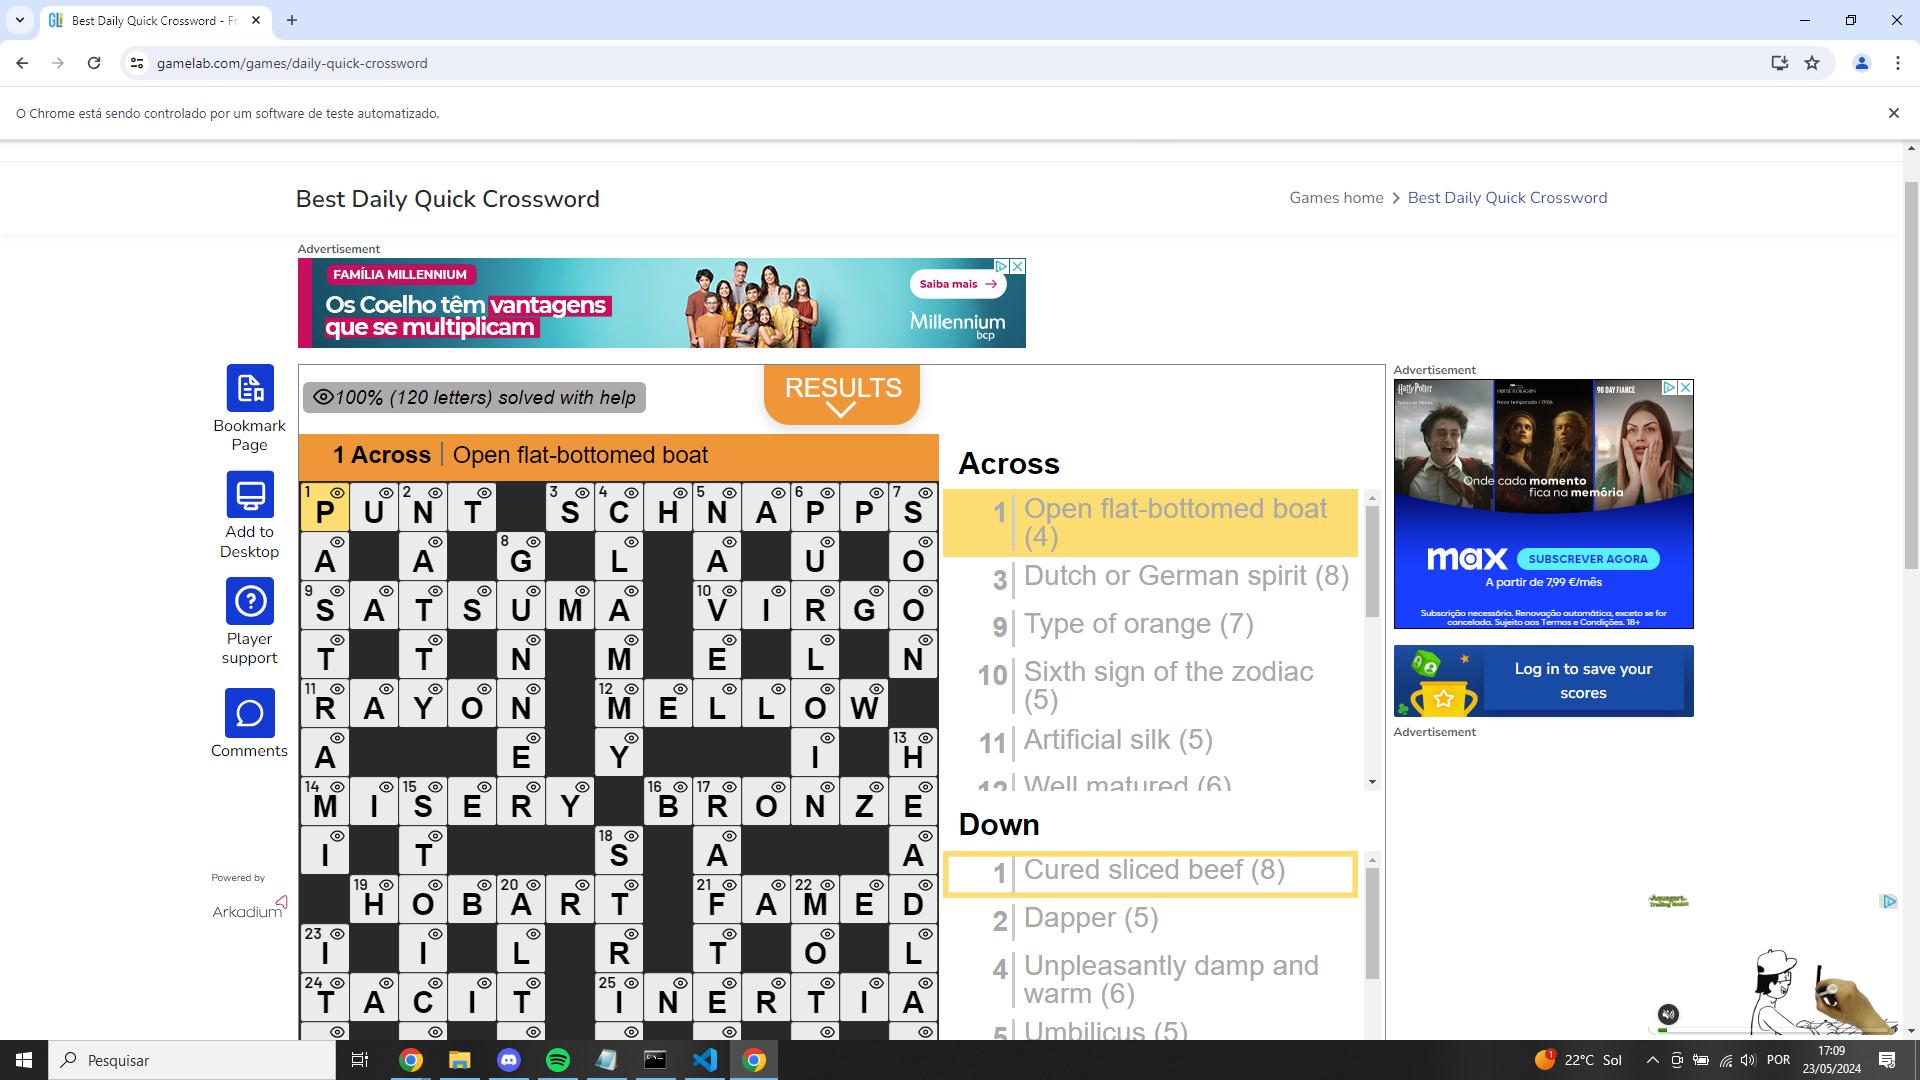 Best Daily Quick Crossword - Fr
gamelab.com/games/daily-quick-crossword
O Chrome está sendo controlado por um software de teste automatizado.
Best Daily Quick Crossword
Games home > Best Daily Quick Crossword
Advertisement
FAMÍLIA MILLENNIUM
Os Coelho têm vantagens
que se multiplicam
Saiba mais →
Millennium
bcp
Bookmark
Page
Add to
Desktop
Player
support
Comments
Powered by
Arkadium
100% (120 letters) solved with help
RESULTS
1 Across | Open flat-bottomed boat
1 P U 2 N T 3 S 4 C H 5 N A 6 P P 7 S
A A 8 G L A U O
9 S A T S U M A 10 V I R G O
T T N M E L N
11 R A Y O N 12 M E L L O W
A E Y I 13 H
14 M I 15 S E R Y 16 B 17 R O N Z E
I T 18 S A A
19 H O B 20 A R T 21 F A 22 M E D
23 I I L R T O L
24 T A C I T 25 I N E R T I A
Across
1 Open flat-bottomed boat
(4)
3 Dutch or German spirit (8)
9 Type of orange (7)
10 Sixth sign of the zodiac
(5)
11 Artificial silk (5)
12 Well matured (6)
Down
1 Cured sliced beef (8)
2 Dapper (5)
4 Unpleasantly damp and
warm (6)
5 Umbilicus (5)
Advertisement
Harry Potter
90 DAY FIANCÉ
Onde cada momento
fica na memória
max SUBSCREVER AGORA
A partir de 7,99 €/mês
Subscrição necessária. Renovação automática, exceto se for
cancelada. Sujeito aos Termos e Condições. 18+
Log in to save your
scores
Advertisement
Pesquisar
1
22°C Sol
POR
17:09
23/05/2024